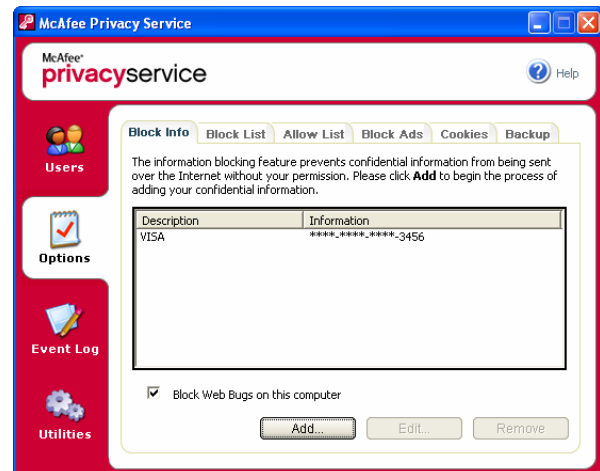 McAfee Privacy Service
McAfee®
privacyservice
Help
Users
Options
Event Log
Utilities
Block Info Block List Allow List Block Ads Cookies Backup
The information blocking feature prevents confidential information from being sent
over the Internet without your permission. Please click Add to begin the process of
adding your confidential information.
Description Information
VISA ****-****-****-3456
Block Web Bugs on this computer
Add... Edit... Remove